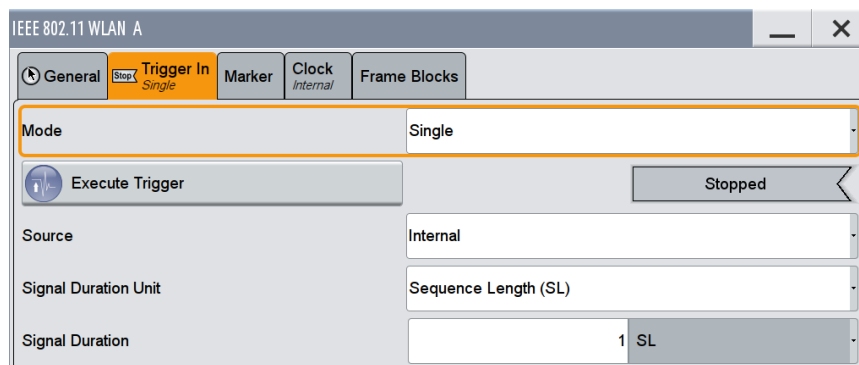 IEEE 802.11 WLAN A
General Stop Trigger In Single Marker Clock Internal Frame Blocks
Mode Single
Execute Trigger Stopped
Source Internal
Signal Duration Unit Sequence Length (SL)
Signal Duration 1 SL